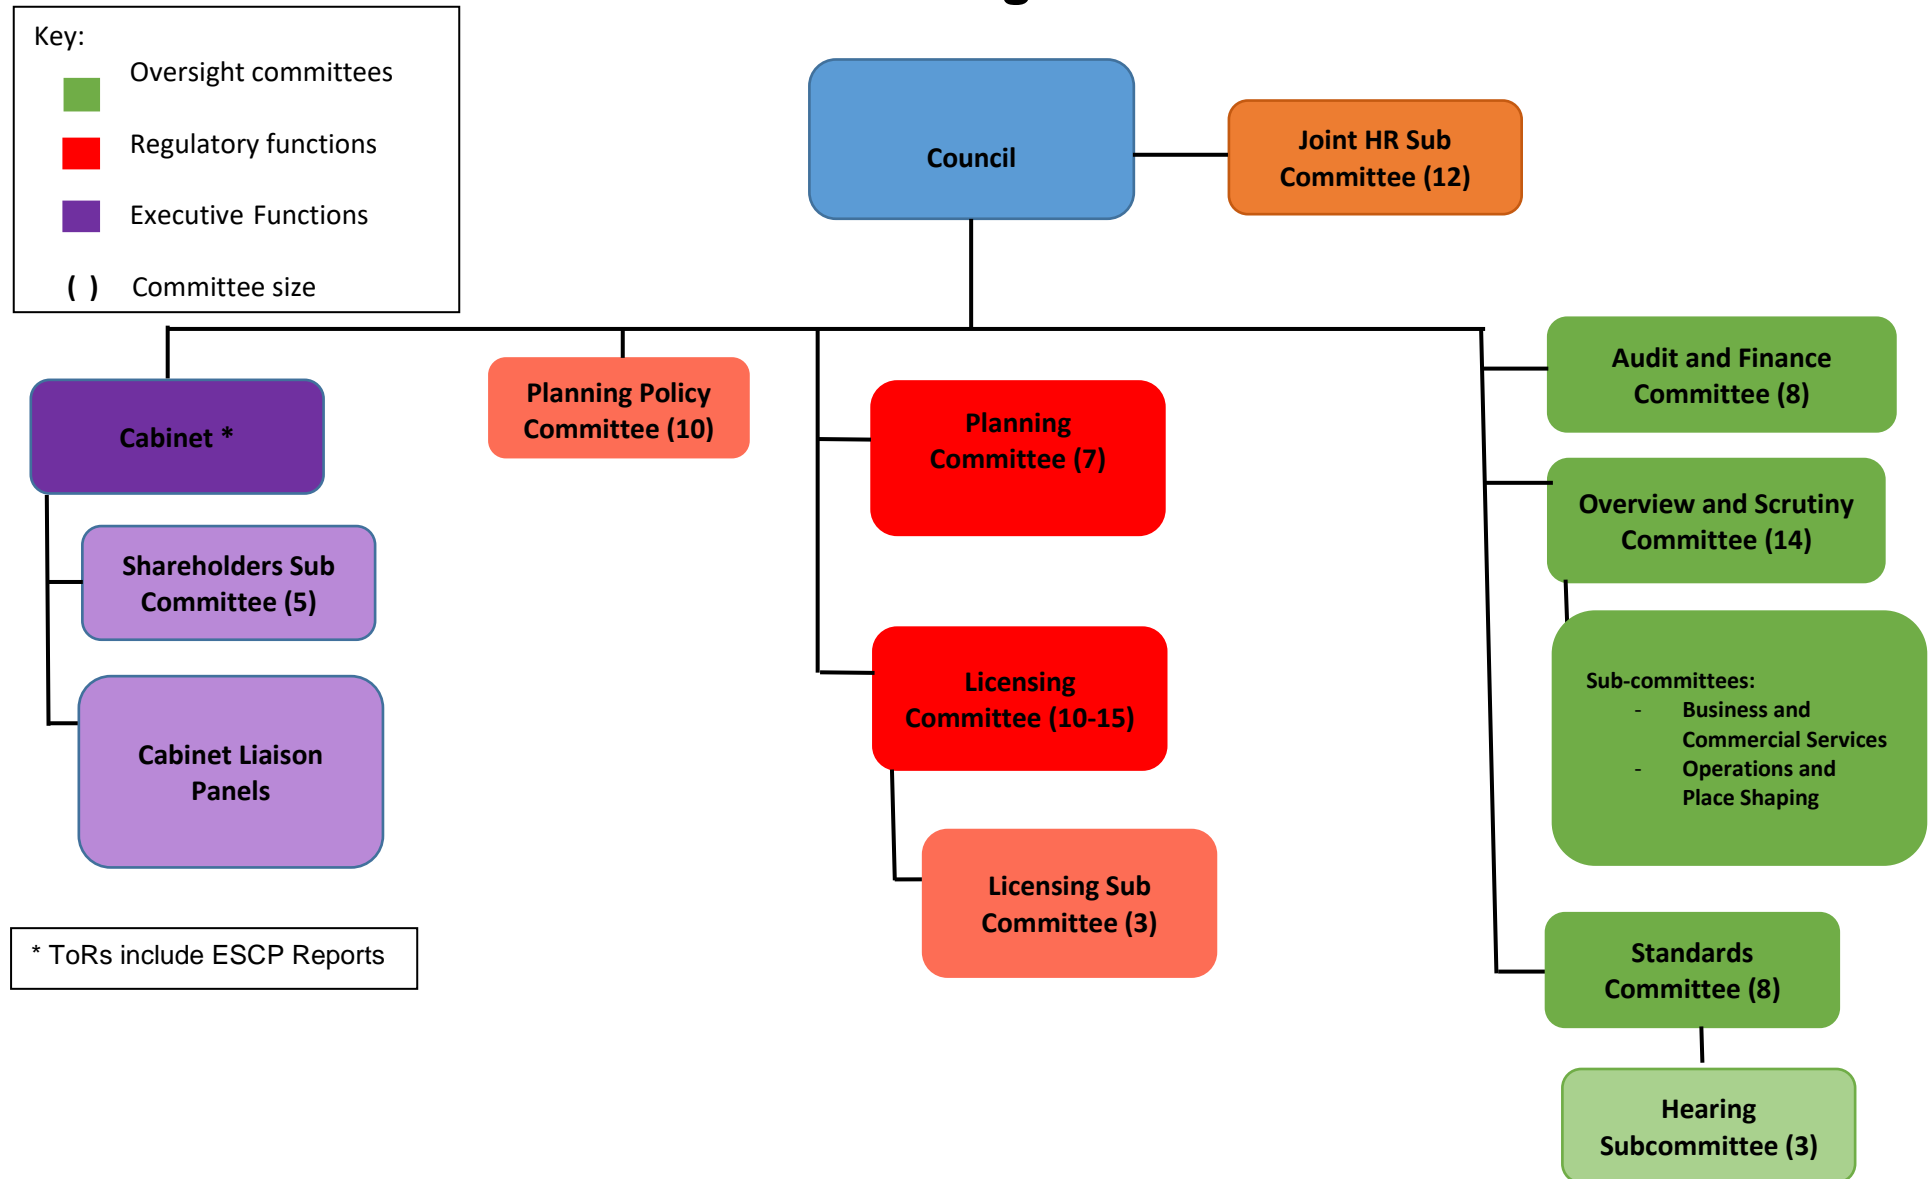 Key:
Oversight committees
Regulatory functions
Executive Functions
( ) Committee size
Council
Joint HR Sub
Committee (12)
Cabinet *
Shareholders Sub
Committee (5)
Cabinet Liaison
Panels
* ToRs include ESCP Reports
Planning Policy
Committee (10)
Planning
Committee (7)
Licensing
Committee (10-15)
Licensing Sub
Committee (3)
Audit and Finance
Committee (8)
Overview and Scrutiny
Committee (14)
Sub-committees:
- Business and
Commercial Services
- Operations and
Place Shaping
Standards
Committee (8)
Hearing
Subcommittee (3)